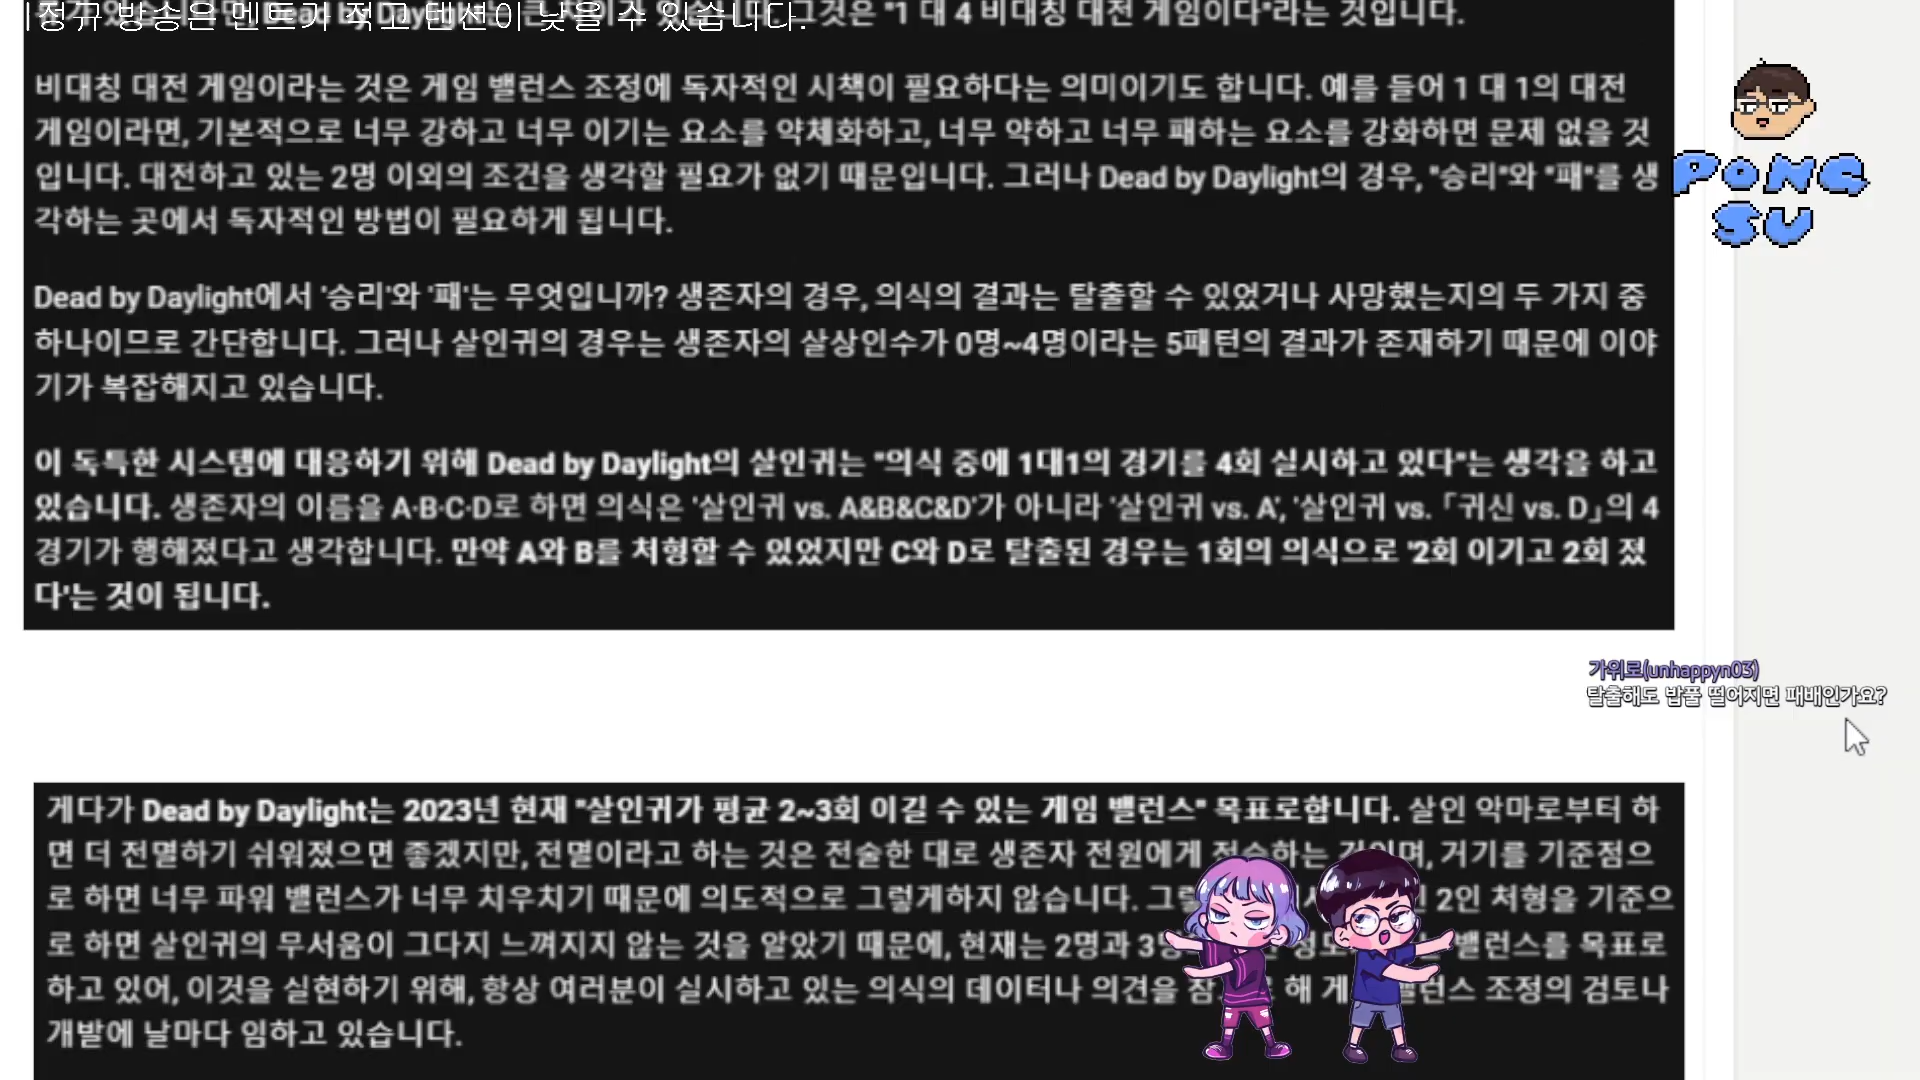 정규 방송은 멘트가 적고 텐션이 낮을 수 있습니다.
그것은 "1 대 4 비대칭 대전 게임이다"라는 것입니다.
비대칭 대전 게임이라는 것은 게임 밸런스 조정에 독자적인 시책이 필요하다는 의미이기도 합니다. 예를 들어 1 대 1의 대전
게임이라면, 기본적으로 너무 강하고 너무 이기는 요소를 약체화하고, 너무 약하고 너무 패하는 요소를 강화하면 문제 없을 것
입니다. 대전하고 있는 2명 이외의 조건을 생각할 필요가 없기 때문입니다. 그러나 Dead by Daylight의 경우, "승리"와 "패"를 생
각하는 곳에서 독자적인 방법이 필요하게 됩니다.
PONG
SU
Dead by Daylight에서 '승리'와 '패'는 무엇입니까? 생존자의 경우, 의식의 결과는 탈출할 수 있었거나 사망했는지의 두 가지 중
하나이므로 간단합니다. 그러나 살인귀의 경우는 생존자의 살상인수가 0명~4명이라는 5패턴의 결과가 존재하기 때문에 이야
기가 복잡해지고 있습니다.
이 독특한 시스템에 대응하기 위해 Dead by Daylight의 살인귀는 "의식 중에 1대1의 경기를 4회 실시하고 있다"는 생각을 하고
있습니다. 생존자의 이름을 A·B·C·D로 하면 의식은 '살인귀 vs. A&B&C&D'가 아니라 '살인귀 vs. A', '살인귀 vs. 「귀신 vs. D」의 4
경기가 행해졌다고 생각합니다. 만약 A와 B를 처형할 수 있었지만 C와 D로 탈출된 경우는 1회의 의식으로 '2회 이기고 2회 졌
다'는 것이 됩니다.
가위로(unhappyn03)
탈출해도 밥풀 떨어지면 패배인가요?
게다가 Dead by Daylight는 2023년 현재 "살인귀가 평균 2~3회 이길 수 있는 게임 밸런스" 목표로합니다. 살인 악마로부터 하
면 더 전멸하기 쉬워졌으면 좋겠지만, 전멸이라고 하는 것은 전술한 대로 생존자 전원에게 거기를 기준점으
로 하면 너무 파워 밸런스가 너무 치우치기 때문에 의도적으로 그렇게하지 않습니다. 2인 처형을 기준으
로 하면 살인귀의 무서움이 그다지 느껴지지 않는 것을 알았기 때문에, 현재는 2명과 밸런스를 목표로
하고 있어, 이것을 실현하기 위해, 항상 여러분이 실시하고 있는 의식의 데이터나 의견을 해 조정의 검토나
개발에 날마다 임하고 있습니다.